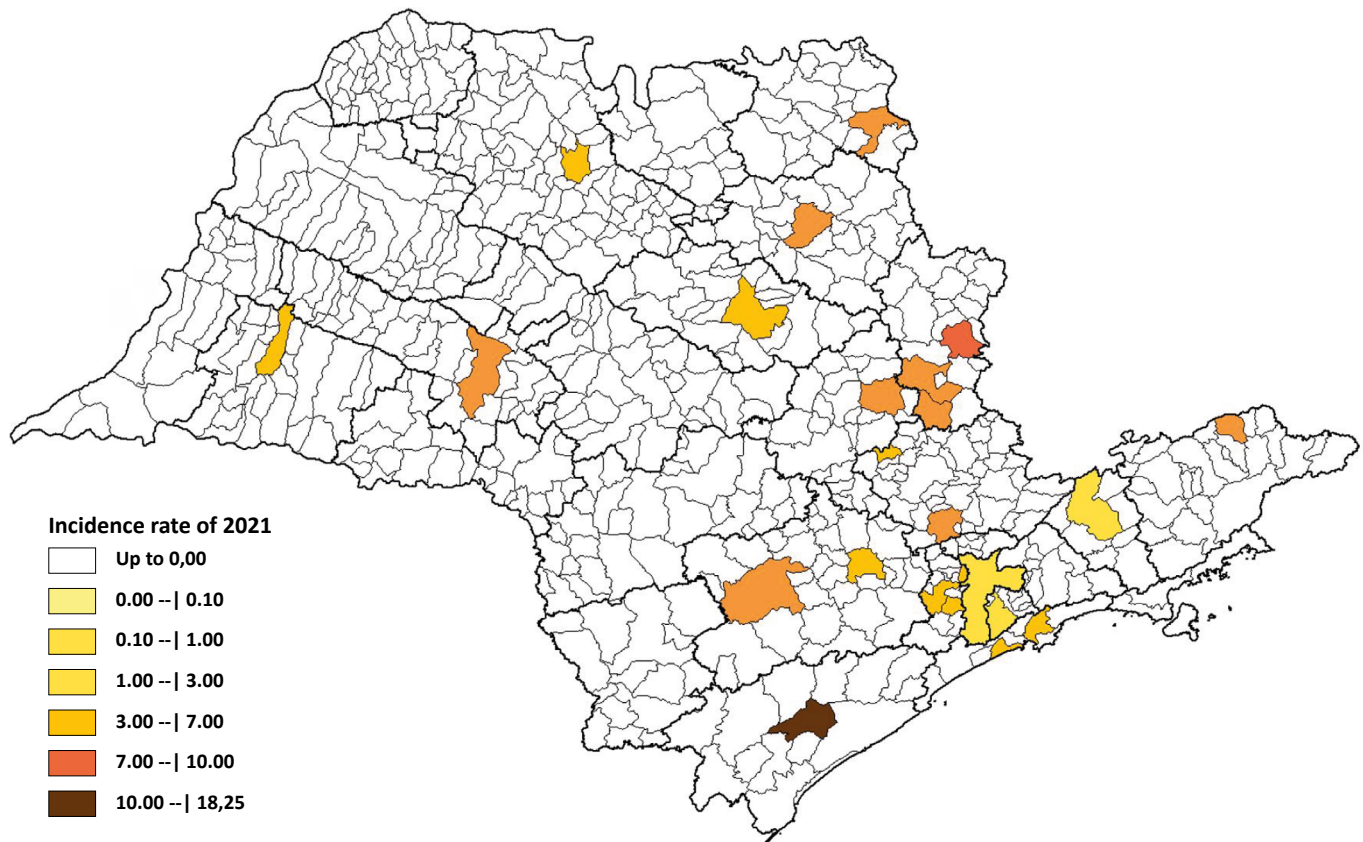 Incidence rate of 2021
Up to 0,00
0.00 --| 0.10
0.10 --| 1.00
1.00 --| 3.00
3.00 --| 7.00
7.00 --| 10.00
10.00 --| 18,25